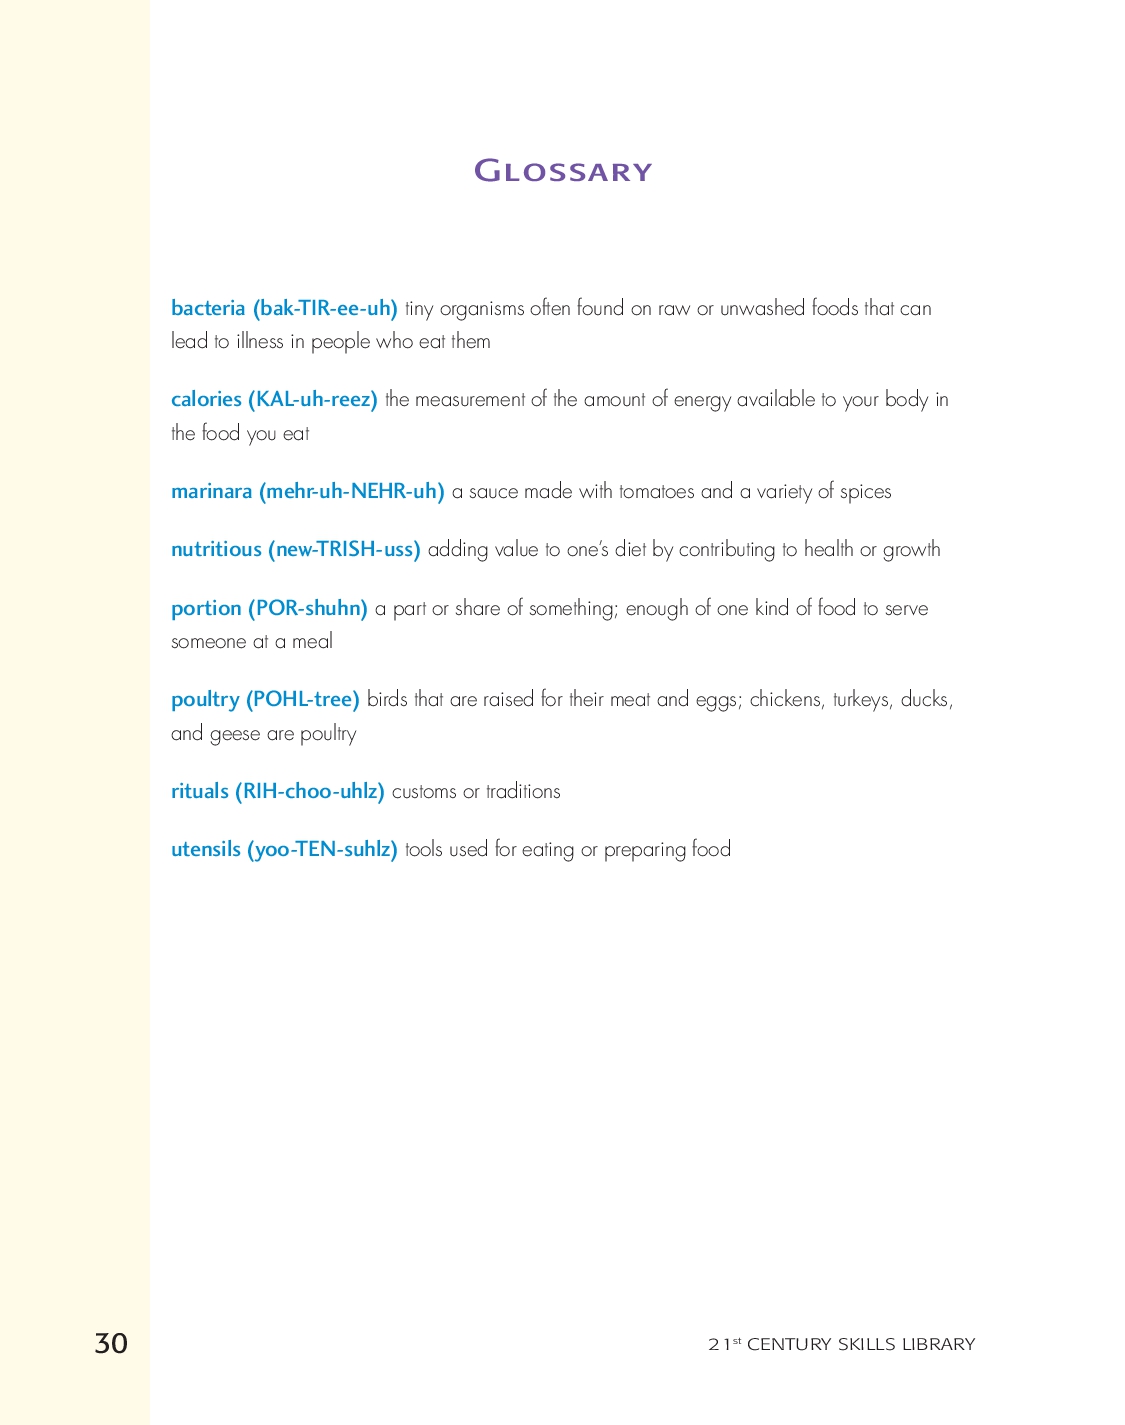 GLOSSARY
bacteria (bak-TIR-ee-uh) tiny organisms often found on raw or unwashed foods that can
lead to illness in people who eat them
calories (KAL-uh-reez) the measurement of the amount of energy available to your body in
the food you eat
marinara (mehr-uh-NEHR-uh) a sauce made with tomatoes and a variety of spices
nutritious (new-TRISH-uss) adding value to one’s diet by contributing to health or growth
portion (POR-shuhn) a part or share of something; enough of one kind of food to serve
someone at a meal
poultry (POHL-tree) birds that are raised for their meat and eggs; chickens, turkeys, ducks,
and geese are poultry
rituals (RIH-choo-uhlz) customs or traditions
utensils (yoo-TEN-suhlz) tools used for eating or preparing food
30
21st CENTURY SKILLS LIBRARY